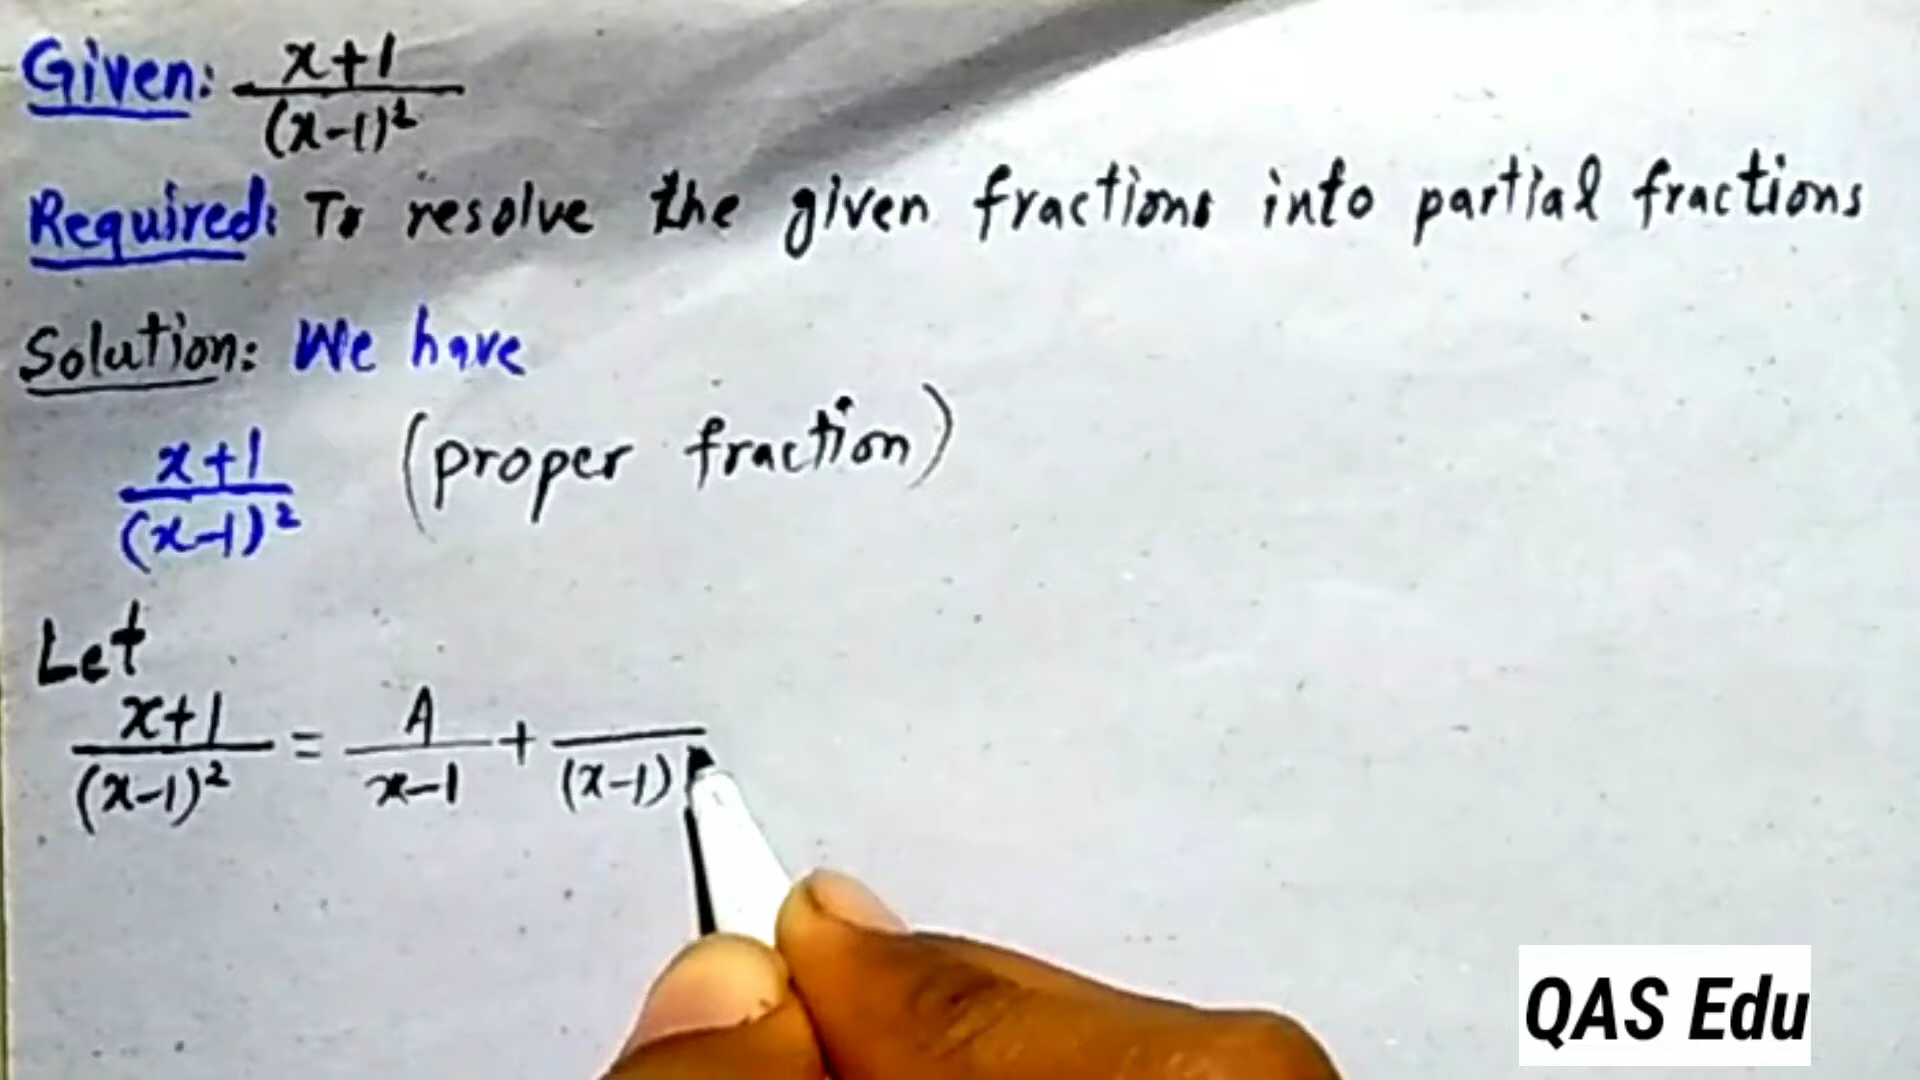 Given: x+1
(x-1)²
Required: To resolve the given fractions into partial fractions
Solution: We have
x+1 (proper fraction)
(x-1)²
Let
x+1 = A +
(x-1)² x-1 (x-1)
QAS Edu